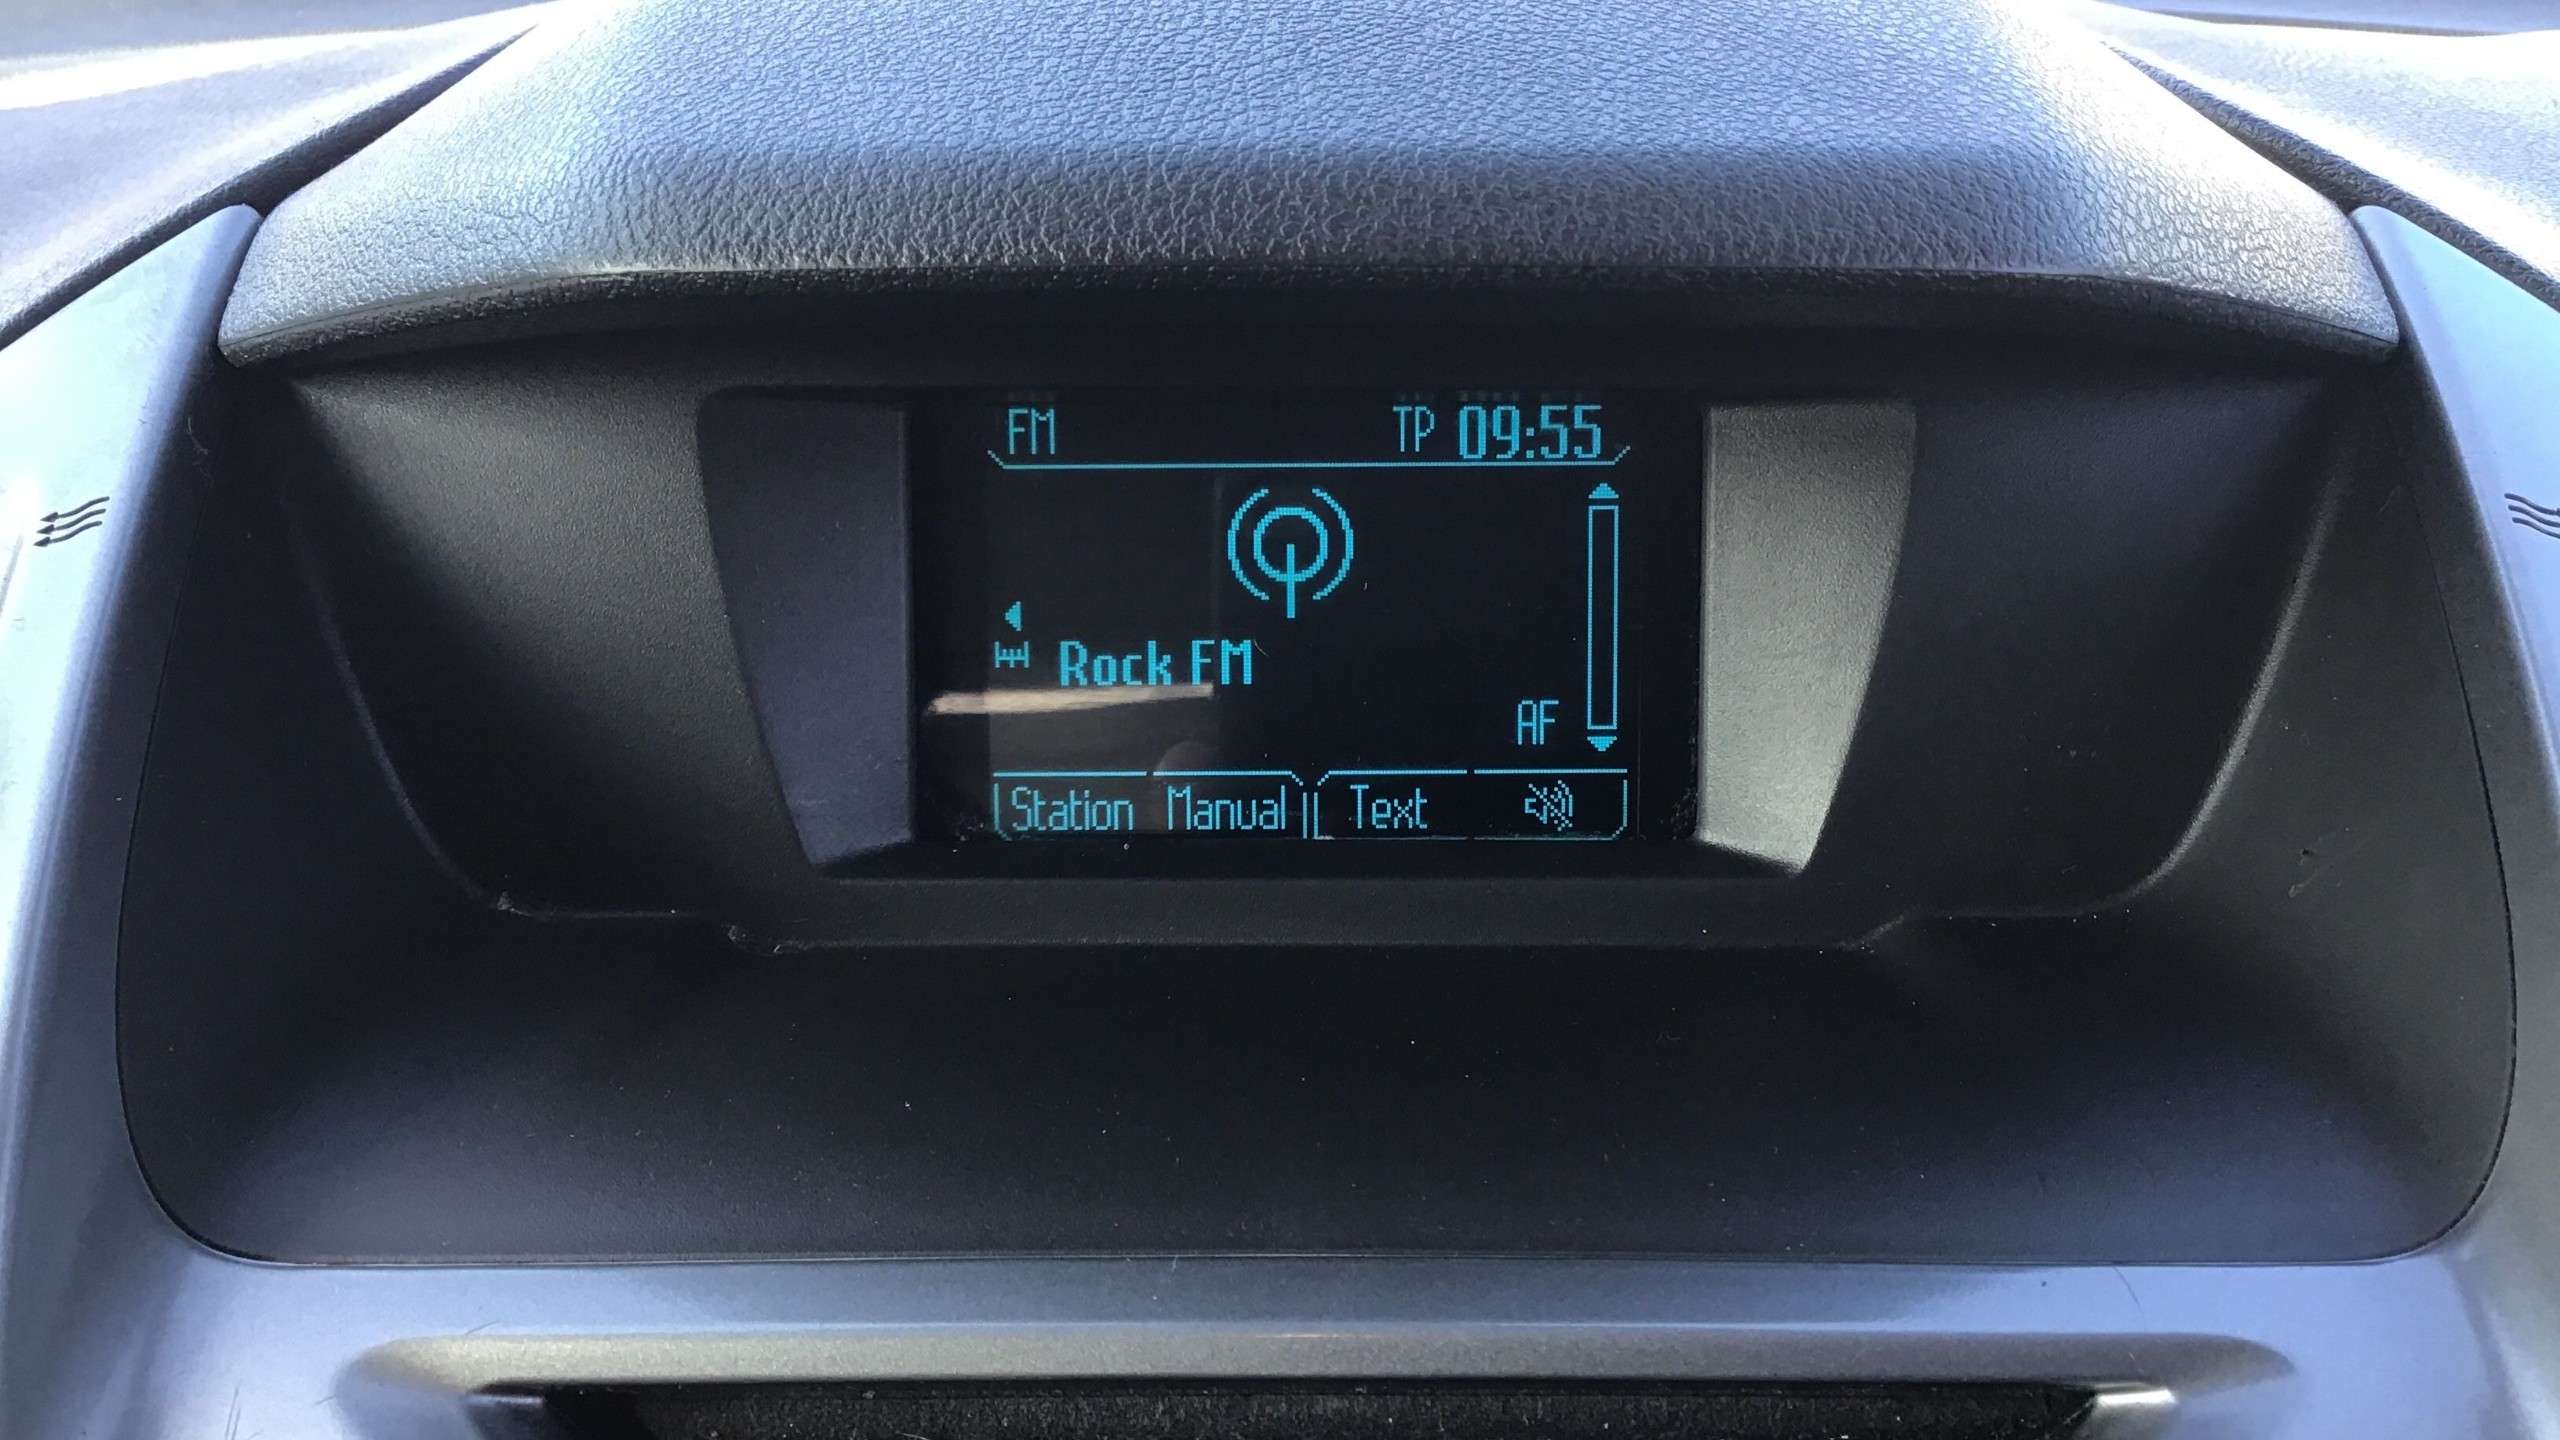 FM TP 09:55
Rock FM
AF
Station Manual Text